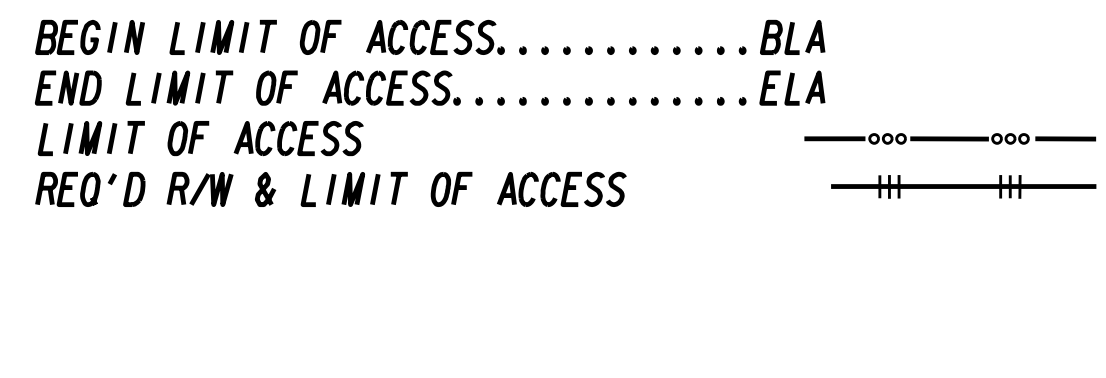 BEGIN LIMIT OF ACCESS............BLA
END LIMIT OF ACCESS..............ELA
LIMIT OF ACCESS
REQ'D R/W & LIMIT OF ACCESS